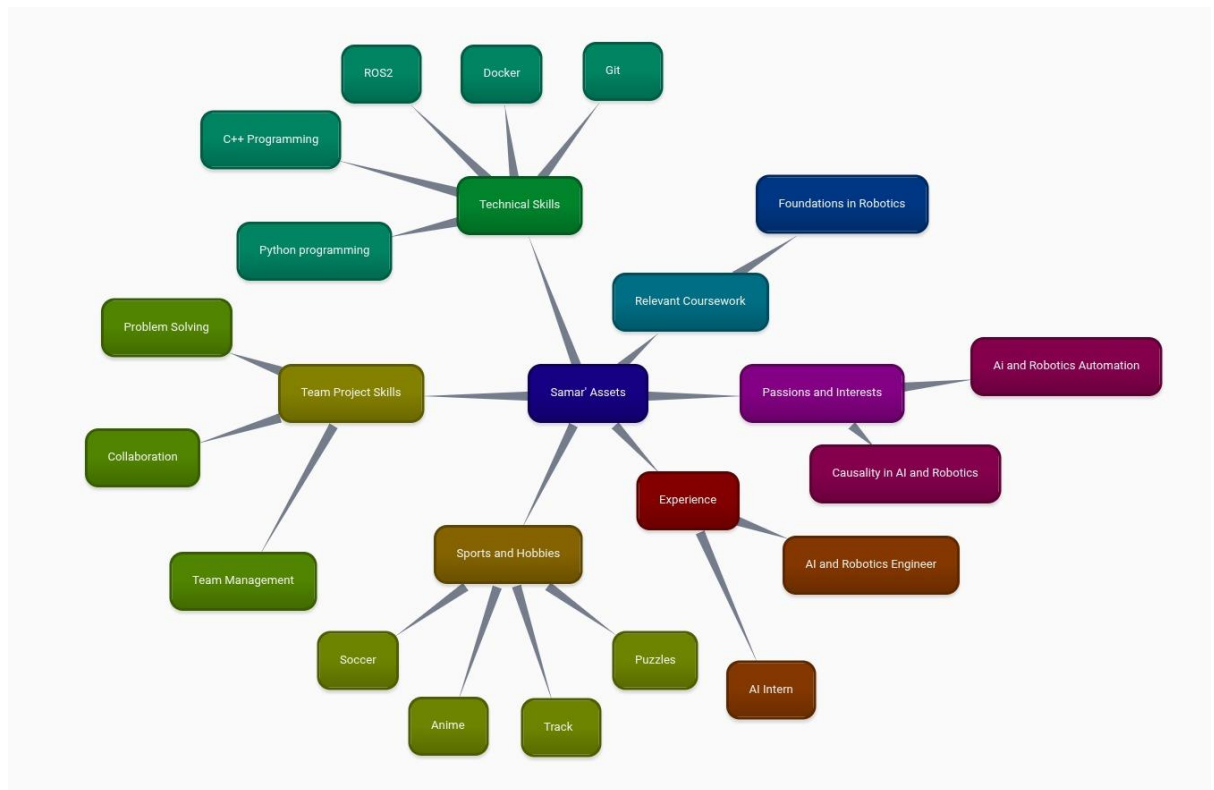 ROS2
Docker
Git
C++ Programming
Technical Skills
Foundations in Robotics
Python programming
Relevant Coursework
Problem Solving
Ai and Robotics Automation
Team Project Skills
Samar' Assets
Passions and Interests
Collaboration
Causality in AI and Robotics
Experience
Sports and Hobbies
AI and Robotics Engineer
Team Management
Soccer
Puzzles
AI Intern
Anime
Track